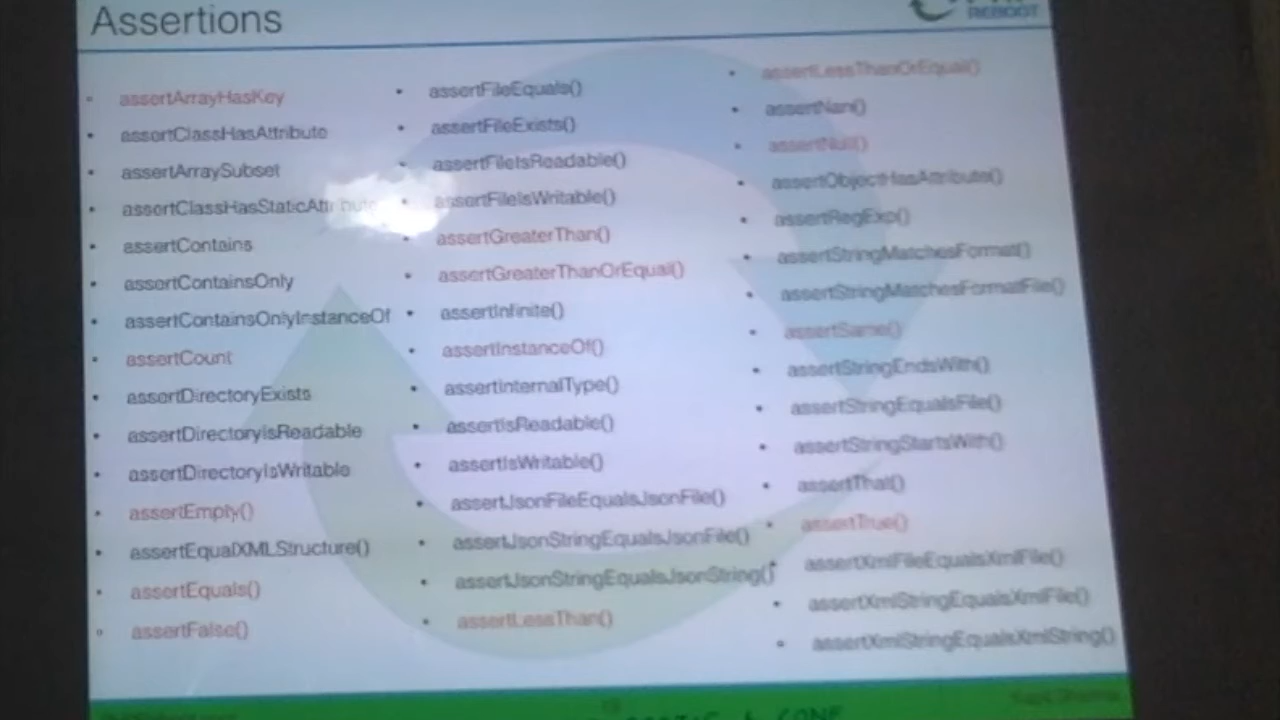 Assertions
REBOOT
assertArrayHasKey
assertClassHasAttribute
assertArraySubset
assertClassHasStaticAttribute
assertContains
assertContainsOnly
assertContainsOnlyInstanceOf
assertCount
assertDirectoryExists
assertDirectoryIsReadable
assertDirectoryIsWritable
assertEmpty()
assertEqualXMLStructure()
assertEquals()
assertFalse()
assertFileEquals()
assertFileExists()
assertFileIsReadable()
assertFileIsWritable()
assertGreaterThan()
assertGreaterThanOrEqual()
assertInfinite()
assertInstanceOf()
assertInternalType()
assertIsReadable()
assertIsWritable()
assertJsonFileEqualsJsonFile()
assertJsonStringEqualsJsonFile()
assertJsonStringEqualsJsonString()
assertLessThan()
assertLessThanOrEqual()
assertNan()
assertNull()
assertObjectHasAttribute()
assertRegExp()
assertStringMatchesFormat()
assertStringMatchesFormatFile()
assertSame()
assertStringEndsWith()
assertStringEqualsFile()
assertStringStartsWith()
assertThat()
assertTrue()
assertXmlFileEqualsXmlFile()
assertXmlStringEqualsXmlFile()
assertXmlStringEqualsXmlString()